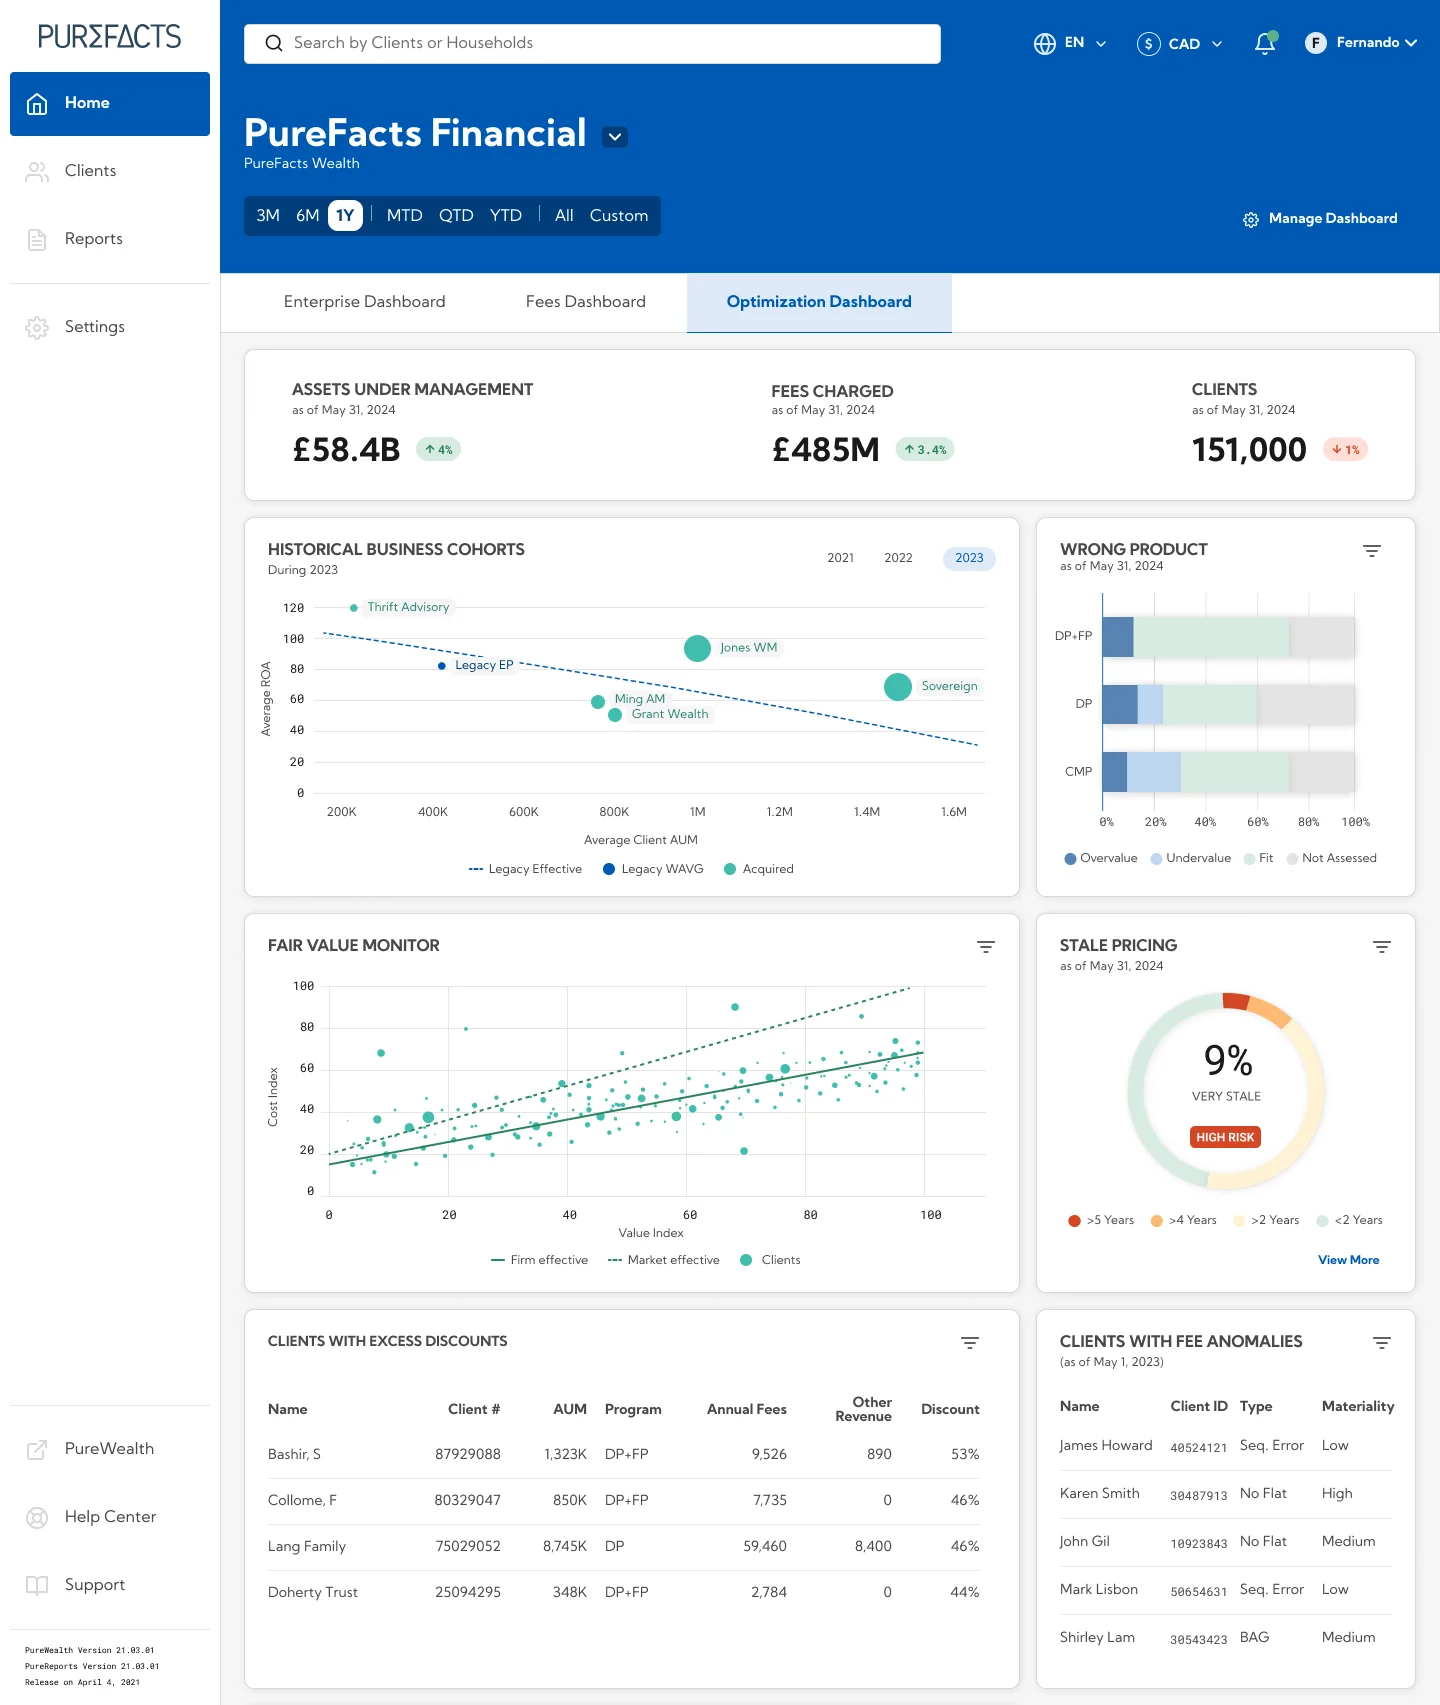 PUREFACTS
Search by Clients or Households
EN
$ CAD
F Fernando
Home
Clients
Reports
Settings
PureFacts Financial
PureFacts Wealth
3M 6M 1Y MTD QTD YTD All Custom
Manage Dashboard
Enterprise Dashboard Fees Dashboard Optimization Dashboard
ASSETS UNDER MANAGEMENT
as of May 31, 2024
£58.4B 4%
FEES CHARGED
as of May 31, 2024
£485M 3.4%
CLIENTS
as of May 31, 2024
151,000 1%
HISTORICAL BUSINESS COHORTS
During 2023
2021 2022 2023
Average ROA
120
100
80
60
40
20
0
Thrift Advisory
Jones WM
Legacy EP
Sovereign
Ming AM
Grant Wealth
200K 400K 600K 800K 1M 1.2M 1.4M 1.6M
Average Client AUM
Legacy Effective Legacy WAVG Acquired
WRONG PRODUCT
as of May 31, 2024
DP+FP
DP
CMP
0% 20% 40% 60% 80% 100%
Overvalue Undervalue Fit Not Assessed
FAIR VALUE MONITOR
Cost Index
100
80
60
40
20
0
0 20 40 60 80 100
Value Index
Firm effective Market effective Clients
STALE PRICING
as of May 31, 2024
9%
VERY STALE
HIGH RISK
>5 Years >4 Years >2 Years <2 Years
View More
CLIENTS WITH EXCESS DISCOUNTS
Name Client # AUM Program Annual Fees Other Revenue Discount
Bashir, S 87929088 1,323K DP+FP 9,526 890 53%
Collome, F 80329047 850K DP+FP 7,735 0 46%
Lang Family 75029052 8,745K DP 59,460 8,400 46%
Doherty Trust 25094295 348K DP+FP 2,784 0 44%
CLIENTS WITH FEE ANOMALIES
(as of May 1, 2023)
Name Client ID Type Materiality
James Howard 40524121 Seq. Error Low
Karen Smith 30487913 No Flat High
John Gil 10923843 No Flat Medium
Mark Lisbon 50654631 Seq. Error Low
Shirley Lam 30543423 BAG Medium
PureWealth
Help Center
Support
PureWealth Version 21.03.01
PureReports Version 21.03.01
Release on April 4, 2021